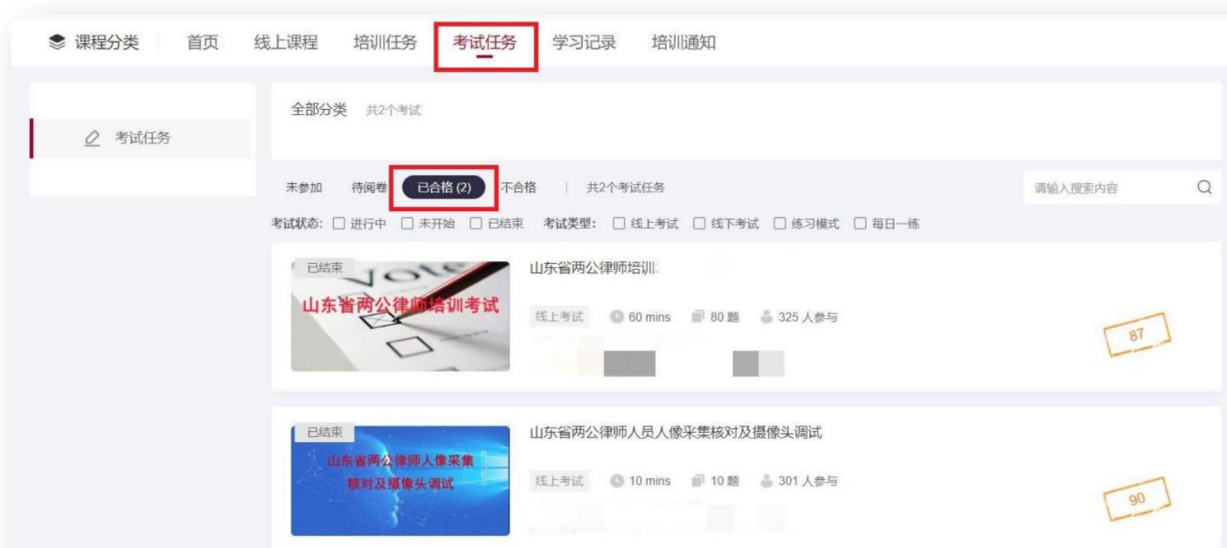 课程分类 首页 线上课程 培训任务 考试任务 学习记录 培训通知
考试任务
全部分类 共2个考试
未参加 待阅卷 已合格 (2) 不合格 共2个考试任务 请输入搜索内容
考试状态: 进行中 未开始 已结束 考试类型: 线上考试 线下考试 练习模式 每日一练
已结束
Vote
山东省两公律师培训考试
山东省两公律师培训
线上考试 60 mins 80 题 325 人参与
87
已结束
山东省两公律师人像采集
核对及摄像头调试
山东省两公律师人员人像采集核对及摄像头调试
线上考试 10 mins 10 题 301 人参与
90